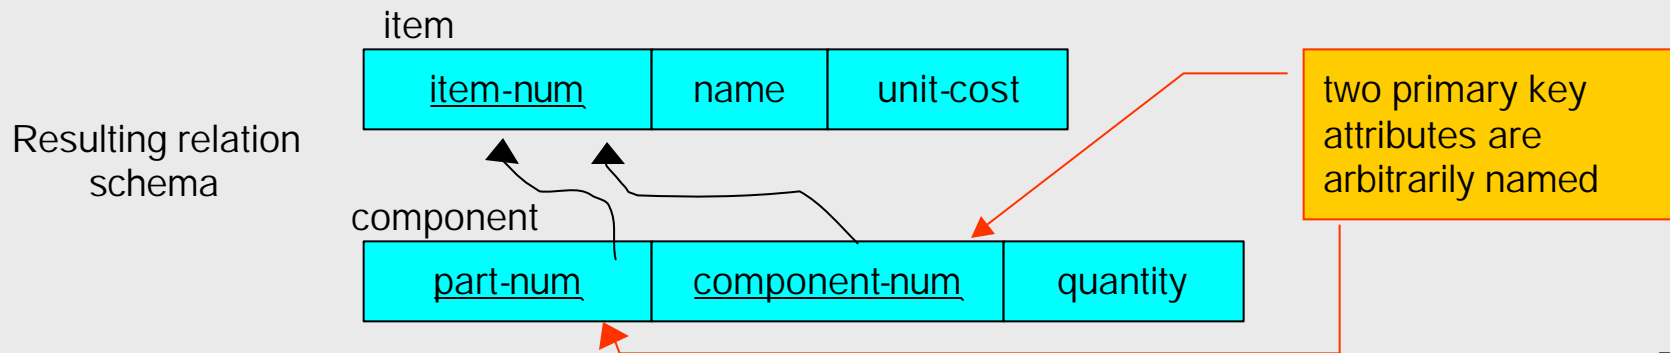 item
item-num name unit-cost
Resulting relation
schema
two primary key
attributes are
arbitrarily named
component
part-num component-num quantity